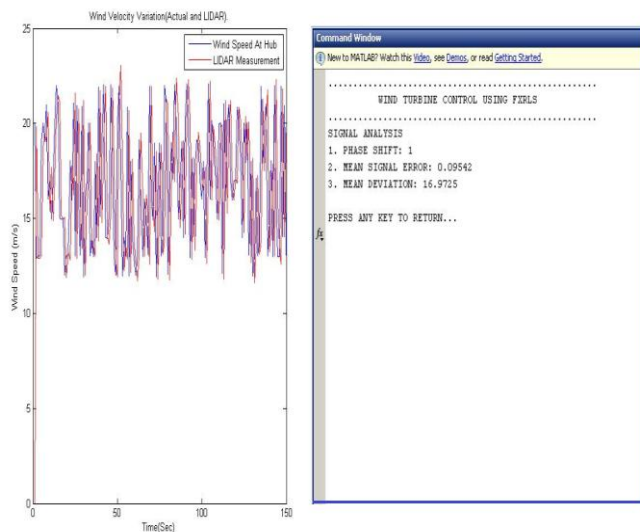 Wind Velocity Variation(Actual and LIDAR).
Wind Speed At Hub
LIDAR Measurement
25
20
15
10
5
0
Wind Speed (m/s)
0
50
100
150
Time(Sec)
Command Window
New to MATLAB? Watch this Video, see Demos, or read Getting Started.
......................................................
WIND TURBINE CONTROL USING FXRLS
......................................................
SIGNAL ANALYSIS
1. PHASE SHIFT: 1
2. MEAN SIGNAL ERROR: 0.09542
3. MEAN DEVIATION: 16.9725
PRESS ANY KEY TO RETURN...
fx